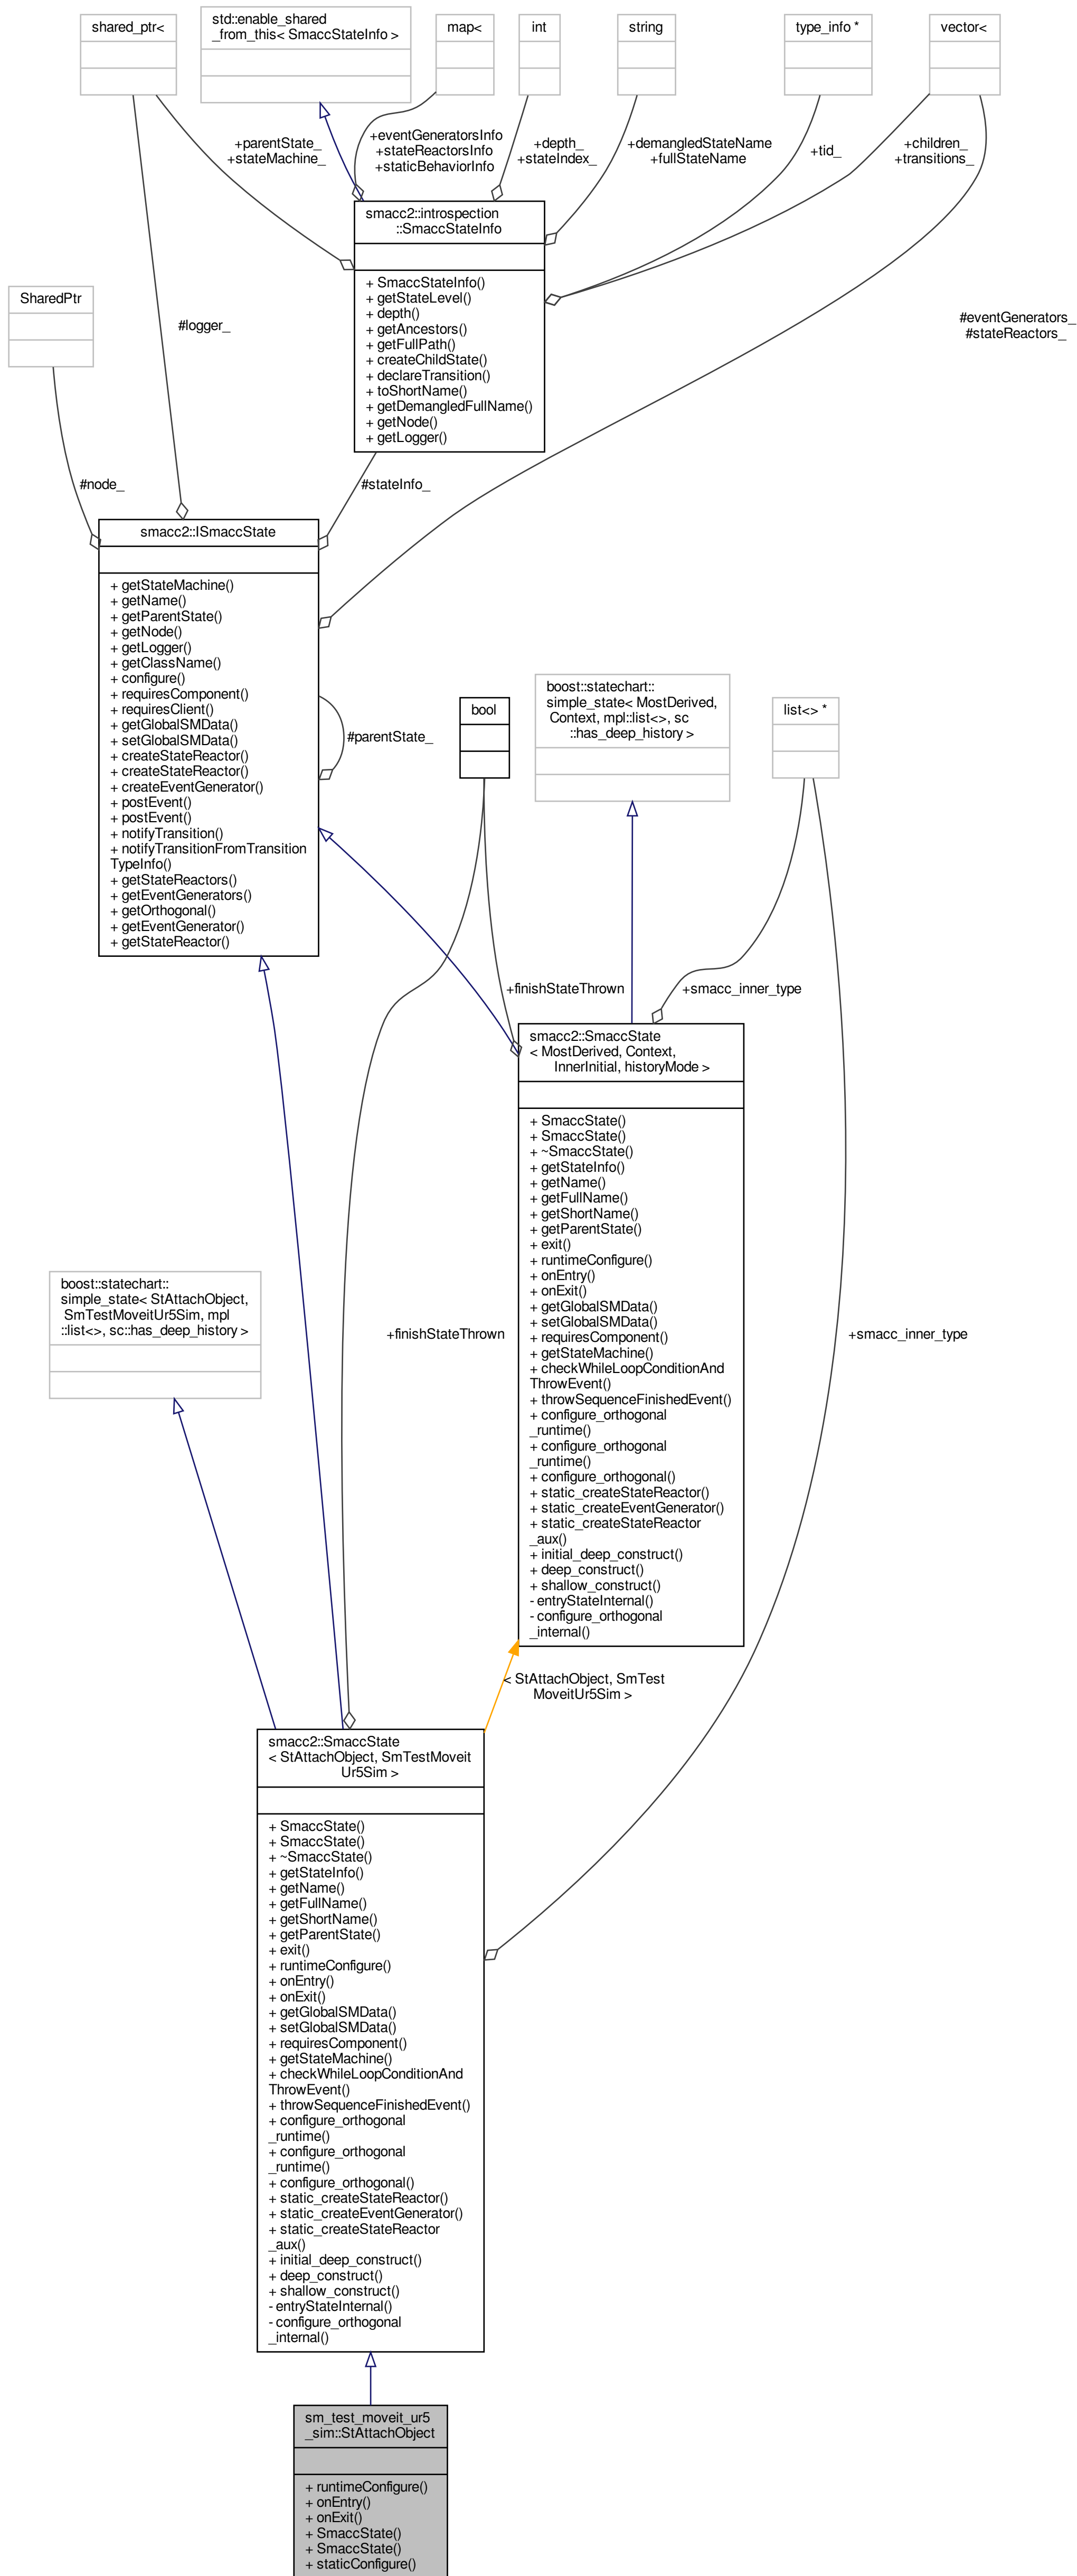 shared_ptr<
std::enable_shared
_from_this< SmaccStateInfo >
map<
int
string
type_info *
vector<
+parentState_
+stateMachine_
+eventGeneratorsInfo
+stateReactorsInfo
+staticBehaviorInfo
+depth_
+stateIndex_
+demangledStateName
+fullStateName
+tid_
+children_
+transitions_
smacc2::introspection
::SmaccStateInfo
+ SmaccStateInfo()
+ getStateLevel()
+ depth()
+ getAncestors()
+ getFullPath()
+ createChildState()
+ declareTransition()
+ toShortName()
+ getDemangledFullName()
+ getNode()
+ getLogger()
SharedPtr
#logger_
#eventGenerators_
#stateReactors_
#node_
#stateInfo_
smacc2::ISmaccState
+ getStateMachine()
+ getName()
+ getParentState()
+ getNode()
+ getLogger()
+ getClassName()
+ configure()
+ requiresComponent()
+ requiresClient()
+ getGlobalSMData()
+ setGlobalSMData()
+ createStateReactor()
+ createStateReactor()
+ createEventGenerator()
+ postEvent()
+ postEvent()
+ notifyTransition()
+ notifyTransitionFromTransition
TypeInfo()
+ getStateReactors()
+ getEventGenerators()
+ getOrthogonal()
+ getEventGenerator()
+ getStateReactor()
#parentState_
bool
boost::statechart::
simple_state< MostDerived,
Context, mpl::list<>, sc
::has_deep_history >
list<> *
+finishStateThrown
+smacc_inner_type
smacc2::SmaccState
< MostDerived, Context,
InnerInitial, historyMode >
+ SmaccState()
+ SmaccState()
+ ~SmaccState()
+ getStateInfo()
+ getName()
+ getFullName()
+ getShortName()
+ getParentState()
+ exit()
+ runtimeConfigure()
+ onEntry()
+ onExit()
+ getGlobalSMData()
+ setGlobalSMData()
+ requiresComponent()
+ getStateMachine()
+ checkWhileLoopConditionAnd
ThrowEvent()
+ throwSequenceFinishedEvent()
+ configure_orthogonal
_runtime()
+ configure_orthogonal
_runtime()
+ configure_orthogonal()
+ static_createStateReactor()
+ static_createEventGenerator()
+ static_createStateReactor
_aux()
+ initial_deep_construct()
+ deep_construct()
+ shallow_construct()
- entryStateInternal()
- configure_orthogonal
_internal()
boost::statechart::
simple_state< StAttachObject,
SmTestMoveitUr5Sim, mpl
::list<>, sc::has_deep_history >
+finishStateThrown
+smacc_inner_type
< StAttachObject, SmTest
MoveitUr5Sim >
smacc2::SmaccState
< StAttachObject, SmTestMoveit
Ur5Sim >
+ SmaccState()
+ SmaccState()
+ ~SmaccState()
+ getStateInfo()
+ getName()
+ getFullName()
+ getShortName()
+ getParentState()
+ exit()
+ runtimeConfigure()
+ onEntry()
+ onExit()
+ getGlobalSMData()
+ setGlobalSMData()
+ requiresComponent()
+ getStateMachine()
+ checkWhileLoopConditionAnd
ThrowEvent()
+ throwSequenceFinishedEvent()
+ configure_orthogonal
_runtime()
+ configure_orthogonal
_runtime()
+ configure_orthogonal()
+ static_createStateReactor()
+ static_createEventGenerator()
+ static_createStateReactor
_aux()
+ initial_deep_construct()
+ deep_construct()
+ shallow_construct()
- entryStateInternal()
- configure_orthogonal
_internal()
sm_test_moveit_ur5
_sim::StAttachObject
+ runtimeConfigure()
+ onEntry()
+ onExit()
+ SmaccState()
+ SmaccState()
+ staticConfigure()